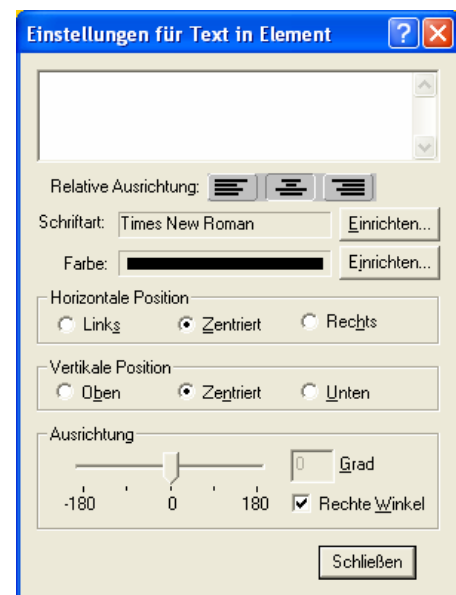 Einstellungen für Text in Element
Relative Ausrichtung:
Schriftart: Times New Roman Einrichten...
Farbe: Einrichten...
Horizontale Position
Links Zentriert Rechts
Vertikale Position
Oben Zentriert Unten
Ausrichtung
0 Grad
-180 0 180 Rechte Winkel
Schließen